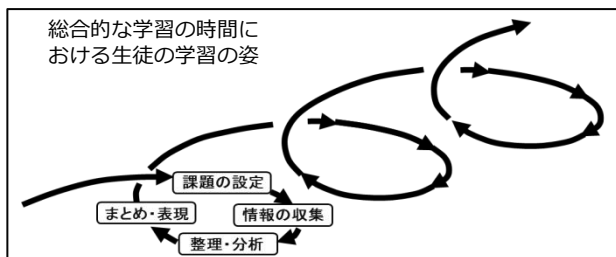 総合的な学習の時間に
おける生徒の学習の姿
課題の設定
まとめ・表現
情報の収集
整理・分析